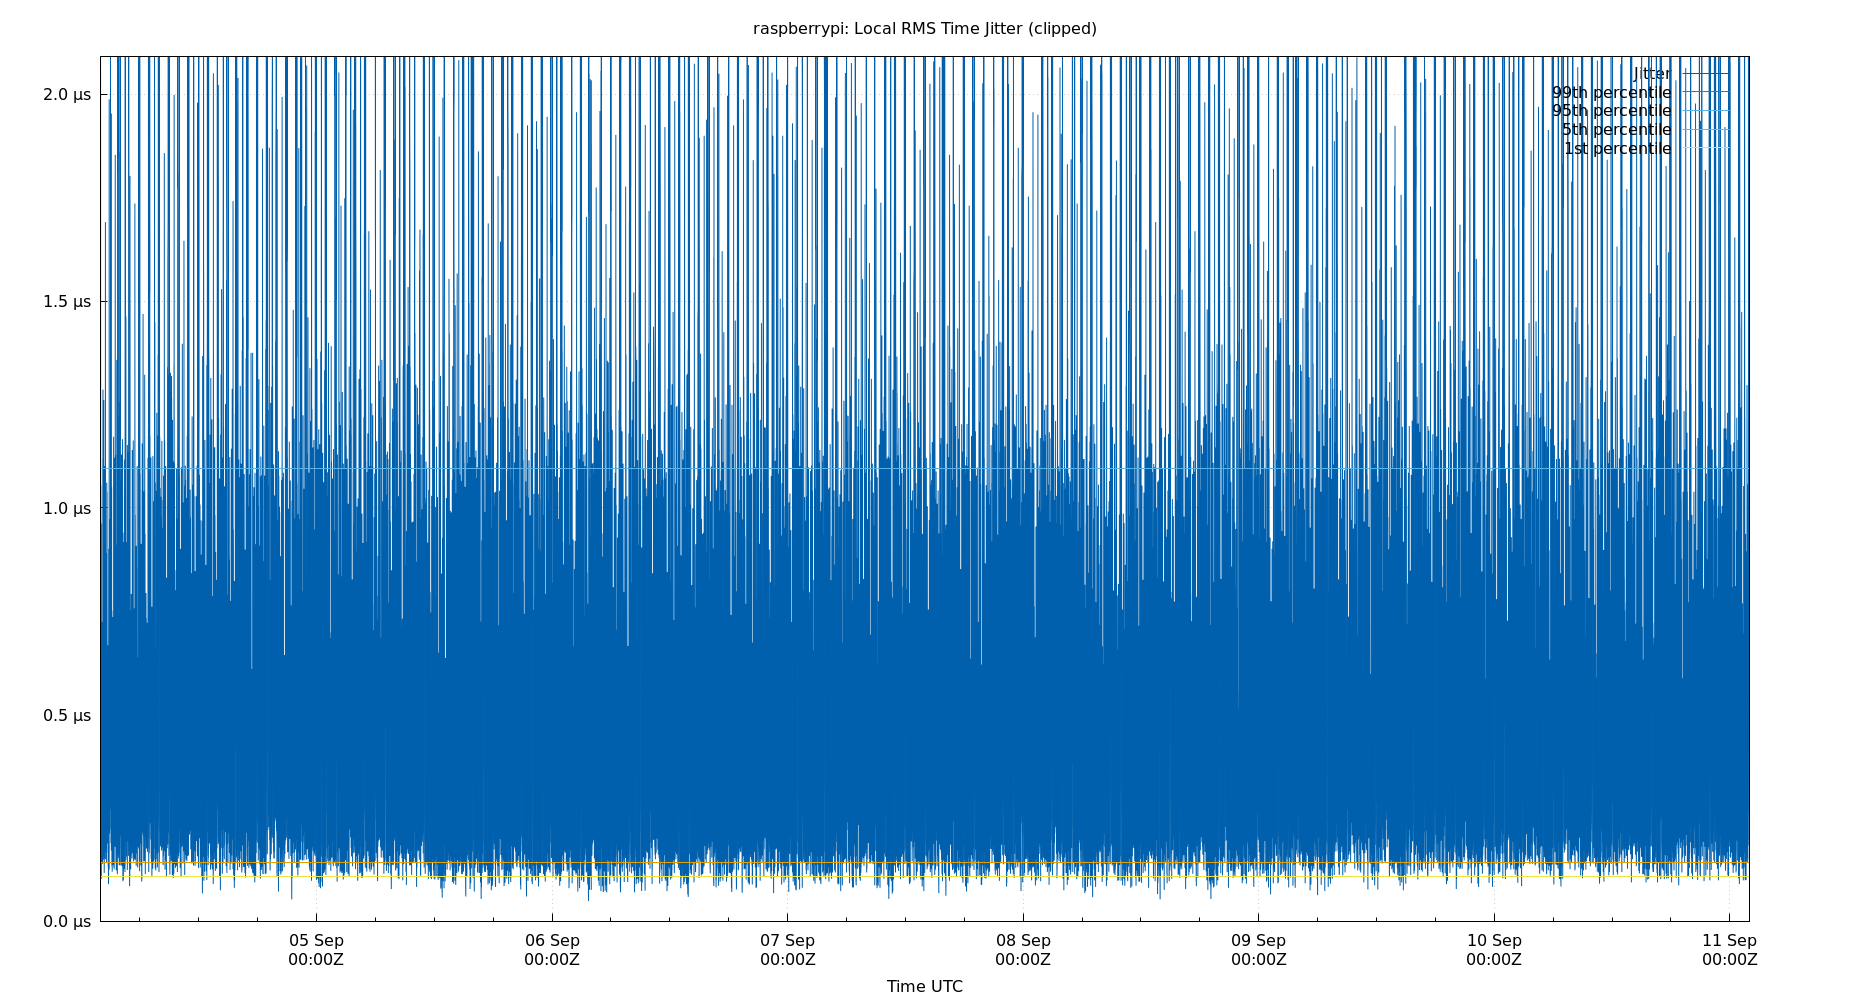 raspberrypi: Local RMS Time Jitter (clipped)
2.0 µs
1.5 µs
1.0 µs
0.5 µs
0.0 µs
Jitter
99th percentile
95th percentile
5th percentile
1st percentile
05 Sep
00:00Z
06 Sep
00:00Z
07 Sep
00:00Z
08 Sep
00:00Z
09 Sep
00:00Z
10 Sep
00:00Z
11 Sep
00:00Z
Time UTC